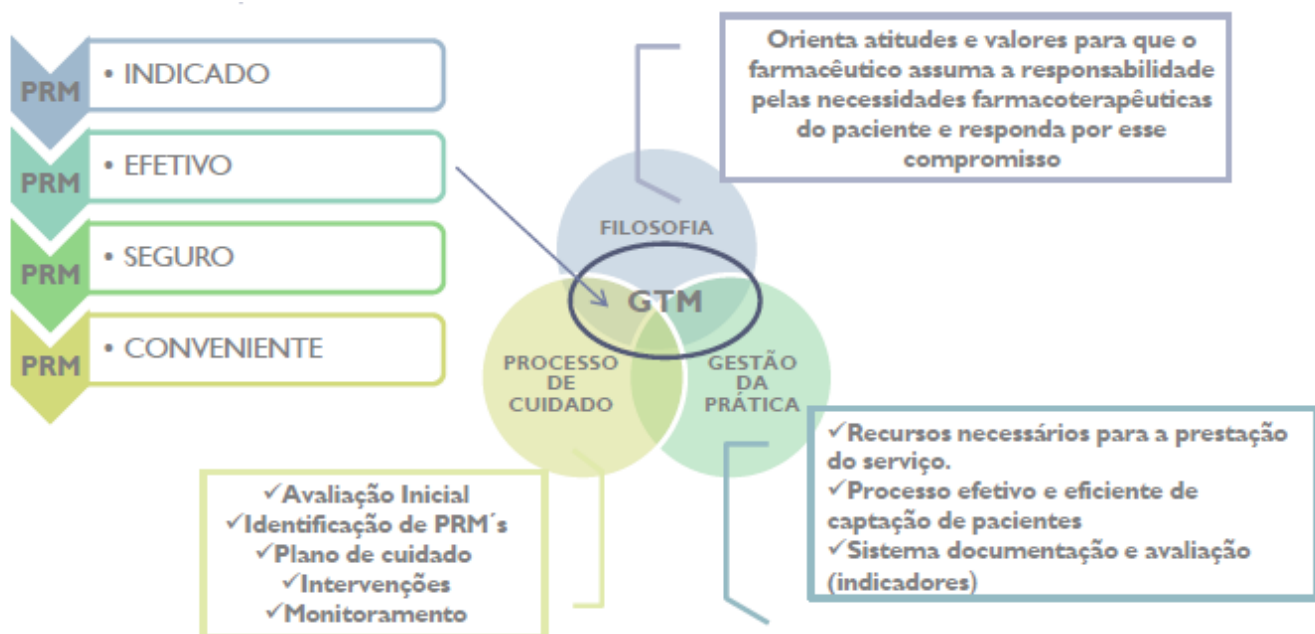 PRM
• INDICADO
PRM
• EFETIVO
PRM
• SEGURO
PRM
• CONVENIENTE
Orienta atitudes e valores para que o
farmacêutico assuma a responsabilidade
pelas necessidades farmacoterapêuticas
do paciente e responda por esse
compromisso
FILOSOFIA
GTM
PROCESSO
DE
CUIDADO
GESTÃO
DA
PRÁTICA
✓Avaliação Inicial
✓Identificação de PRM´s
✓Plano de cuidado
✓Intervenções
✓Monitoramento
✓Recursos necessários para a prestação
do serviço.
✓Processo efetivo e eficiente de
captação de pacientes
✓Sistema documentação e avaliação
(indicadores)